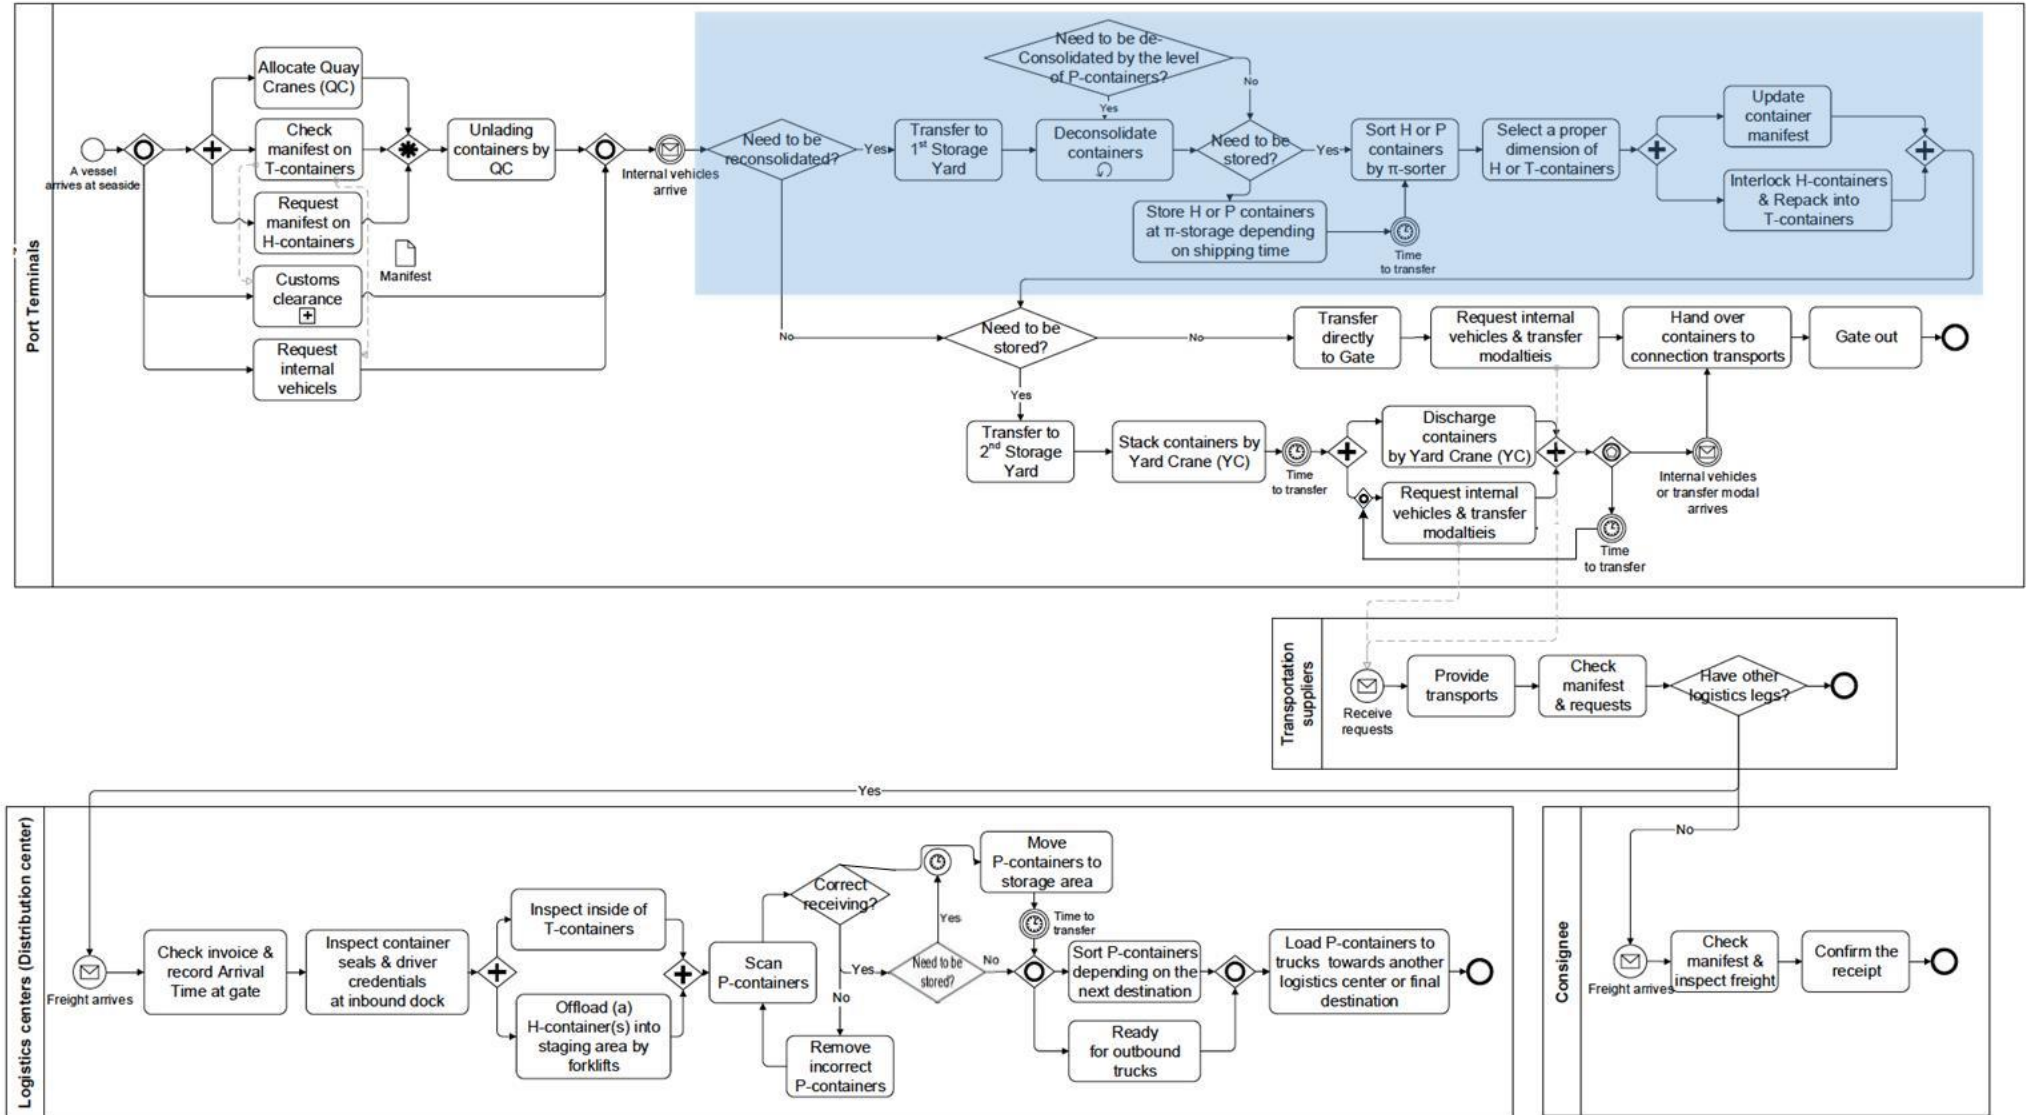 Port Terminals
A vessel
arrives at seaside
Allocate Quay
Cranes (QC)
Check
manifest on
T-containers
Request
manifest on
H-containers
Manifest
Customs
clearance
Request
internal
vehicels
Unlading
containers by
QC
Internal vehicles
arrive
Need to be
reconsolidated?
Yes
No
Transfer to
1st Storage
Yard
Need to be de-
Consolidated by the level
of P-containers?
Yes
No
Deconsolidate
containers
Need to be
stored?
Yes
Store H or P containers
at π-storage depending
on shipping time
Time
to transfer
Sort H or P
containers
by π-sorter
Select a proper
dimension of
H or T-containers
Update
container
manifest
Interlock H-containers
& Repack into
T-containers
Need to be
stored?
No
Yes
Transfer
directly
to Gate
Request internal
vehicles & transfer
modaltieis
Hand over
containers to
connection transports
Gate out
Transfer to
2nd Storage
Yard
Stack containers by
Yard Crane (YC)
Time
to transfer
Discharge
containers
by Yard Crane (YC)
Request internal
vehicles & transfer
modaltieis
Internal vehicles
or transfer modal
arrives
Time
to transfer
Transportation
suppliers
Receive
requests
Provide
transports
Check
manifest
& requests
Have other
logistics legs?
Yes
No
Logistics centers (Distribution center)
Freight arrives
Check invoice &
record Arrival
Time at gate
Inspect container
seals & driver
credentials
at inbound dock
Inspect inside of
T-containers
Offload (a)
H-container(s) into
staging area by
forklifts
Scan
P-containers
Correct
receiving?
Yes
No
Remove
incorrect
P-containers
Need to be
stored?
Yes
No
Move
P-containers to
storage area
Time to
transfer
Sort P-containers
depending on the
next destination
Ready
for outbound
trucks
Load P-containers to
trucks towards another
logistics center or final
destination
Consignee
Freight arrives
Check
manifest &
inspect freight
Confirm the
receipt